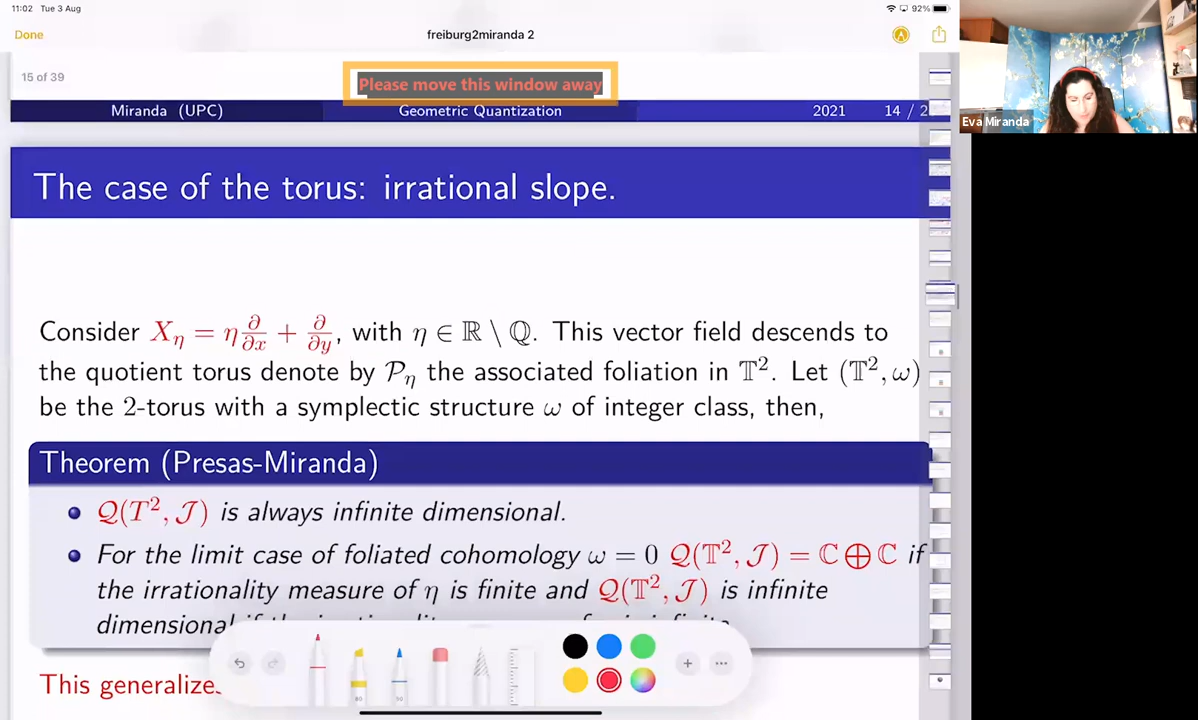 11:02 Tue 3 Aug
92%
Done
freiburg2miranda 2
15 of 39
Please move this window away
Miranda (UPC) Geometric Quantization 2021 14 / 2
Eva Miranda
The case of the torus: irrational slope.
Consider X_η = η ∂/∂x + ∂/∂y, with η ∈ ℝ \ ℚ. This vector field descends to
the quotient torus denote by 𝒫_η the associated foliation in 𝕋². Let (𝕋², ω)
be the 2-torus with a symplectic structure ω of integer class, then,
Theorem (Presas-Miranda)
𝒬(T², 𝒥) is always infinite dimensional.
For the limit case of foliated cohomology ω = 0 𝒬(𝕋², 𝒥) = ℂ ⊕ ℂ if
the irrationality measure of η is finite and 𝒬(𝕋², 𝒥) is infinite
dimensional if
This generalizes